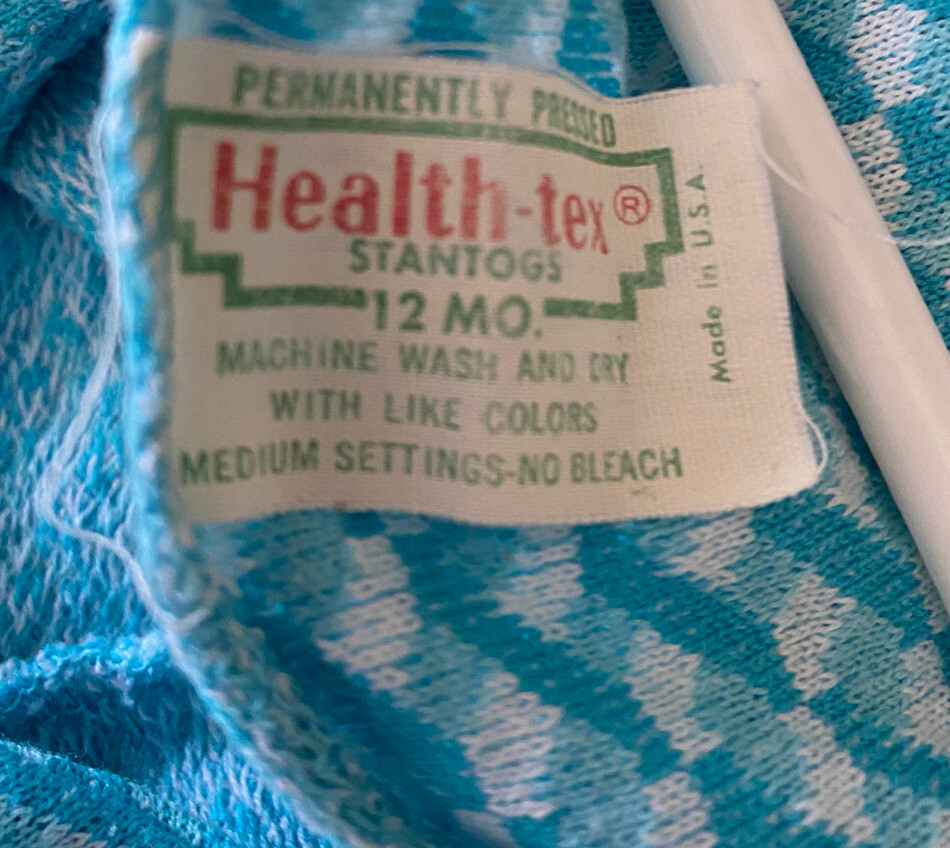 PERMANENTLY PRESSED
Health-tex®
STANTOGS
12 MO.
MACHINE WASH AND DRY
WITH LIKE COLORS
MEDIUM SETTINGS-NO BLEACH
Made in U.S.A.